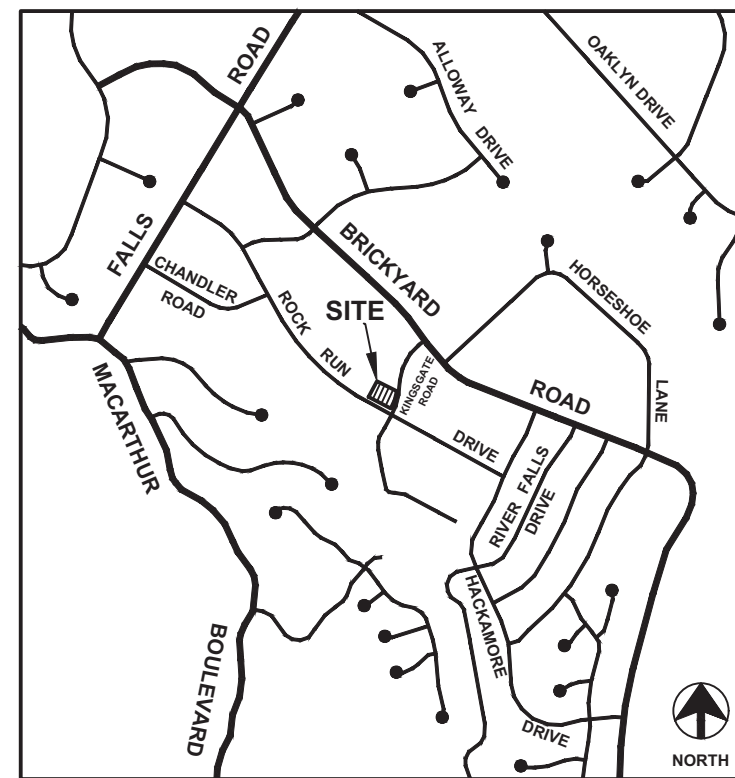 FALLS ROAD
ALLOWAY DRIVE
OAKLYN DRIVE
BRICKYARD ROAD
CHANDLER
ROAD
ROCK RUN DRIVE
SITE
KINGSGATE
ROAD
HORSESHOE LANE
MACARTHUR BOULEVARD
RIVER FALLS
DRIVE
HACKAMORE DRIVE
NORTH